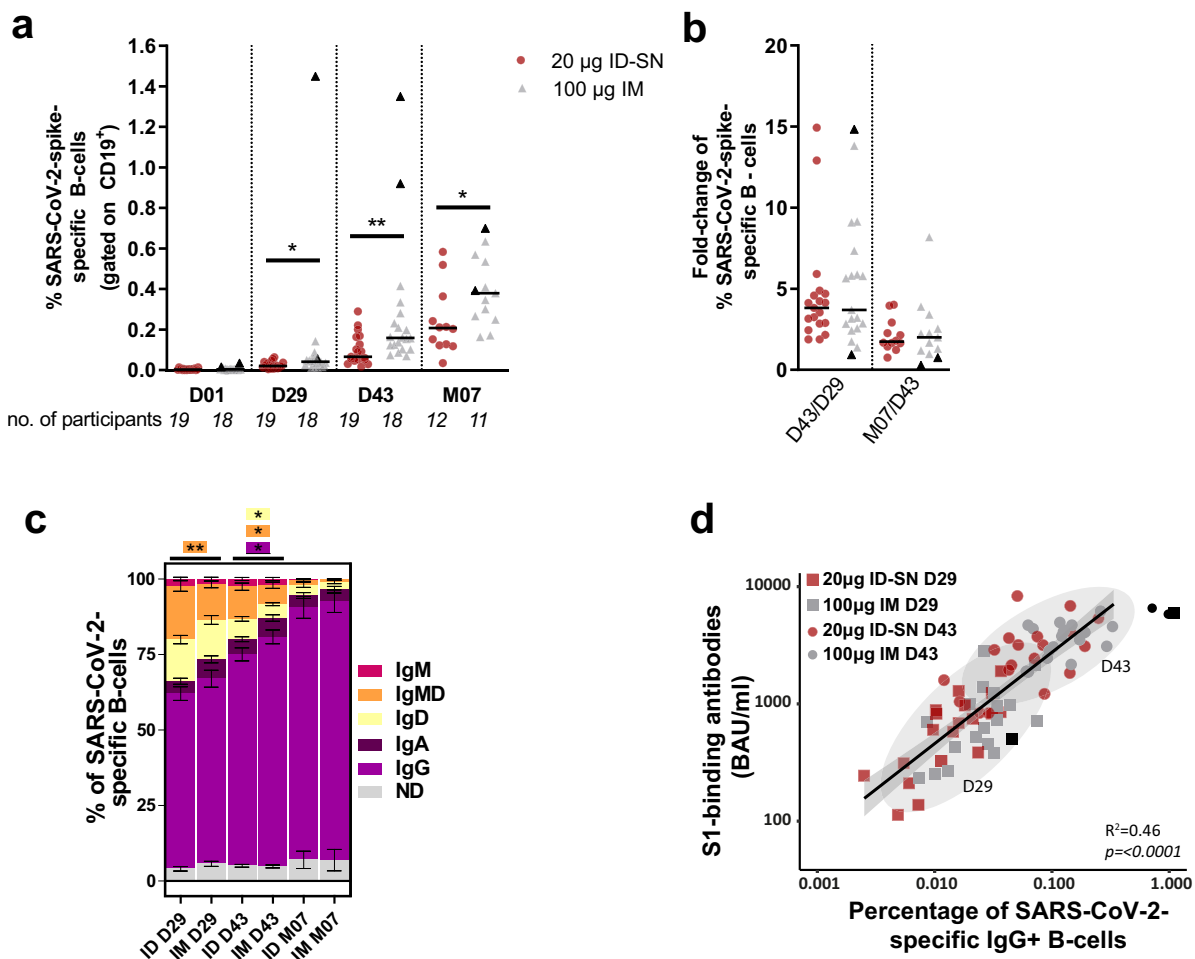 a
1.6
1.4
1.2
1.0
0.8
0.6
0.4
0.2
0.0
% SARS-CoV-2-spike-
specific B-cells
(gated on CD19+)
20 µg ID-SN
100 µg IM
*
**
*
D01 D29 D43 M07
no. of participants 19 18 19 18 19 18 12 11
b
20
15
10
5
0
Fold-change of
% SARS-CoV-2-spike-
specific B - cells
D43/D29
M07/D43
c
*
** *
*
100
75
50
25
0
% of SARS-CoV-2-
specific B-cells
IgM
IgMD
IgD
IgA
IgG
ND
ID D29
IM D29
ID D43
IM D43
ID M07
IM M07
d
10000
1000
100
S1-binding antibodies
(BAU/ml)
20µg ID-SN D29
100µg IM D29
20µg ID-SN D43
100µg IM D43
D43
D29
R2=0.46
p=<0.0001
0.001 0.010 0.100 1.000
Percentage of SARS-CoV-2-
specific IgG+ B-cells